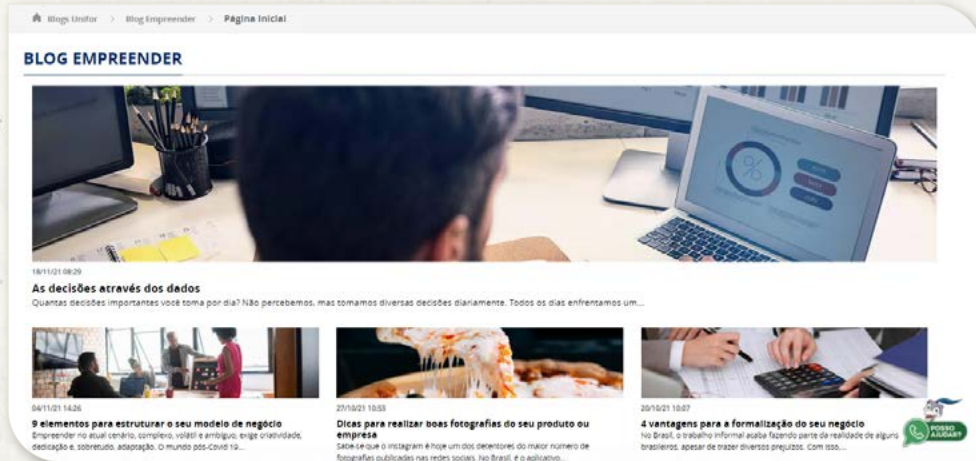 Blogs Unifor > Blog Empreender > Página Inicial
BLOG EMPREENDER
18/11/21 08:29
As decisões através dos dados
Quantas decisões importantes você toma por dia? Não percebemos, mas tomamos diversas decisões diariamente. Todos os dias enfrentamos um...
04/11/21 14:26
9 elementos para estruturar o seu modelo de negócio
Empreender no atual cenário, complexo, volátil e ambíguo, exige criatividade,
dedicação e, sobretudo, adaptação. O mundo pós-Covid 19...
27/10/21 10:53
Dicas para realizar boas fotografias do seu produto ou
empresa
Sabe-se que o Instagram é hoje um dos detentores do maior número de
fotografias publicadas nas redes sociais. No Brasil, é o aplicativo...
20/10/21 10:07
4 vantagens para a formalização do seu negócio
No Brasil, o trabalho informal acaba fazendo parte da realidade de alguns
brasileiros, apesar de trazer diversos prejuízos. Com isso,...
POSSO
AJUDAR?